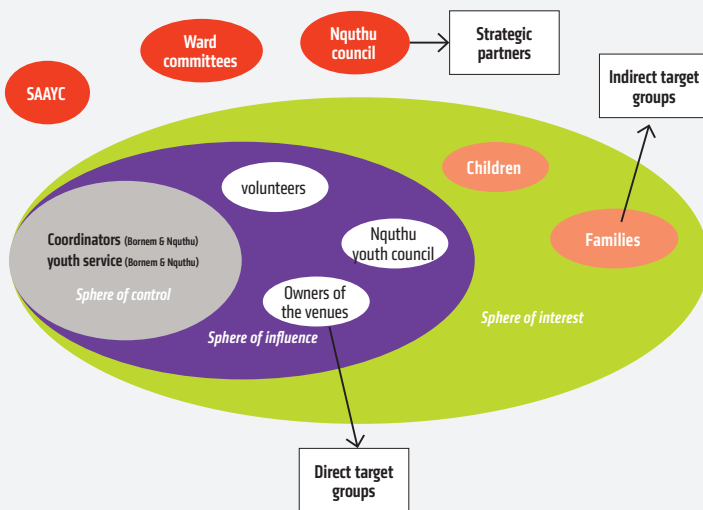 Ward
committees
Nquthu
council
Strategic
partners
SAAYC
Indirect target
groups
Children
volunteers
Families
Nquthu
youth council
Coordinators (Bornem & Nquthu)
youth service (Bornem & Nquthu)
Sphere of control
Owners of
the venues
Sphere of influence
Sphere of interest
Direct target
groups